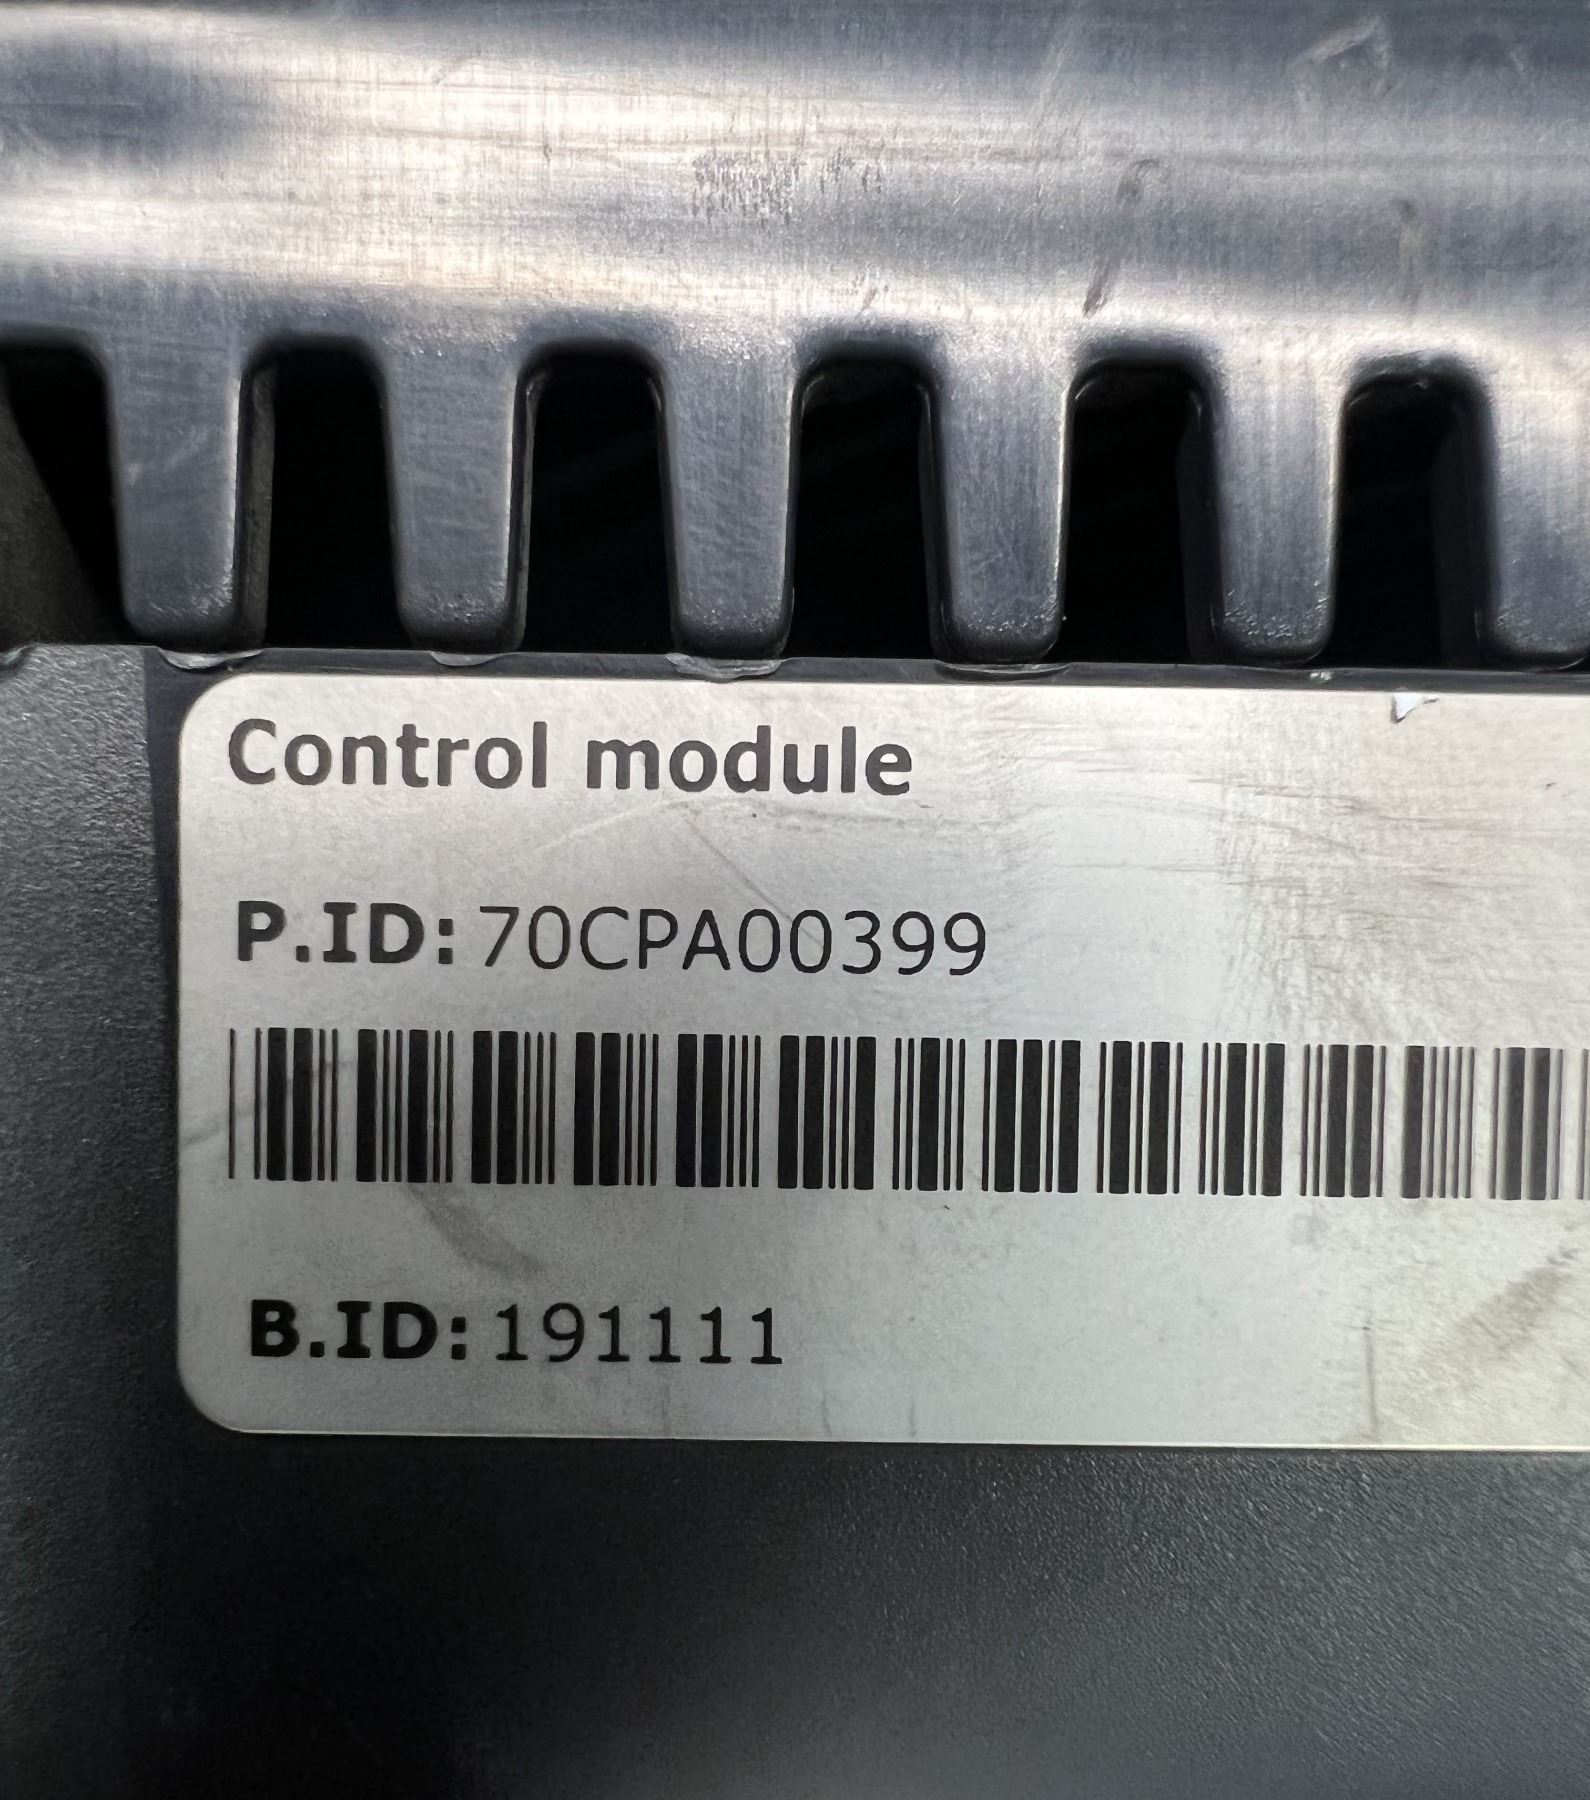 Control module
P.ID: 70CPA00399
B.ID: 191111